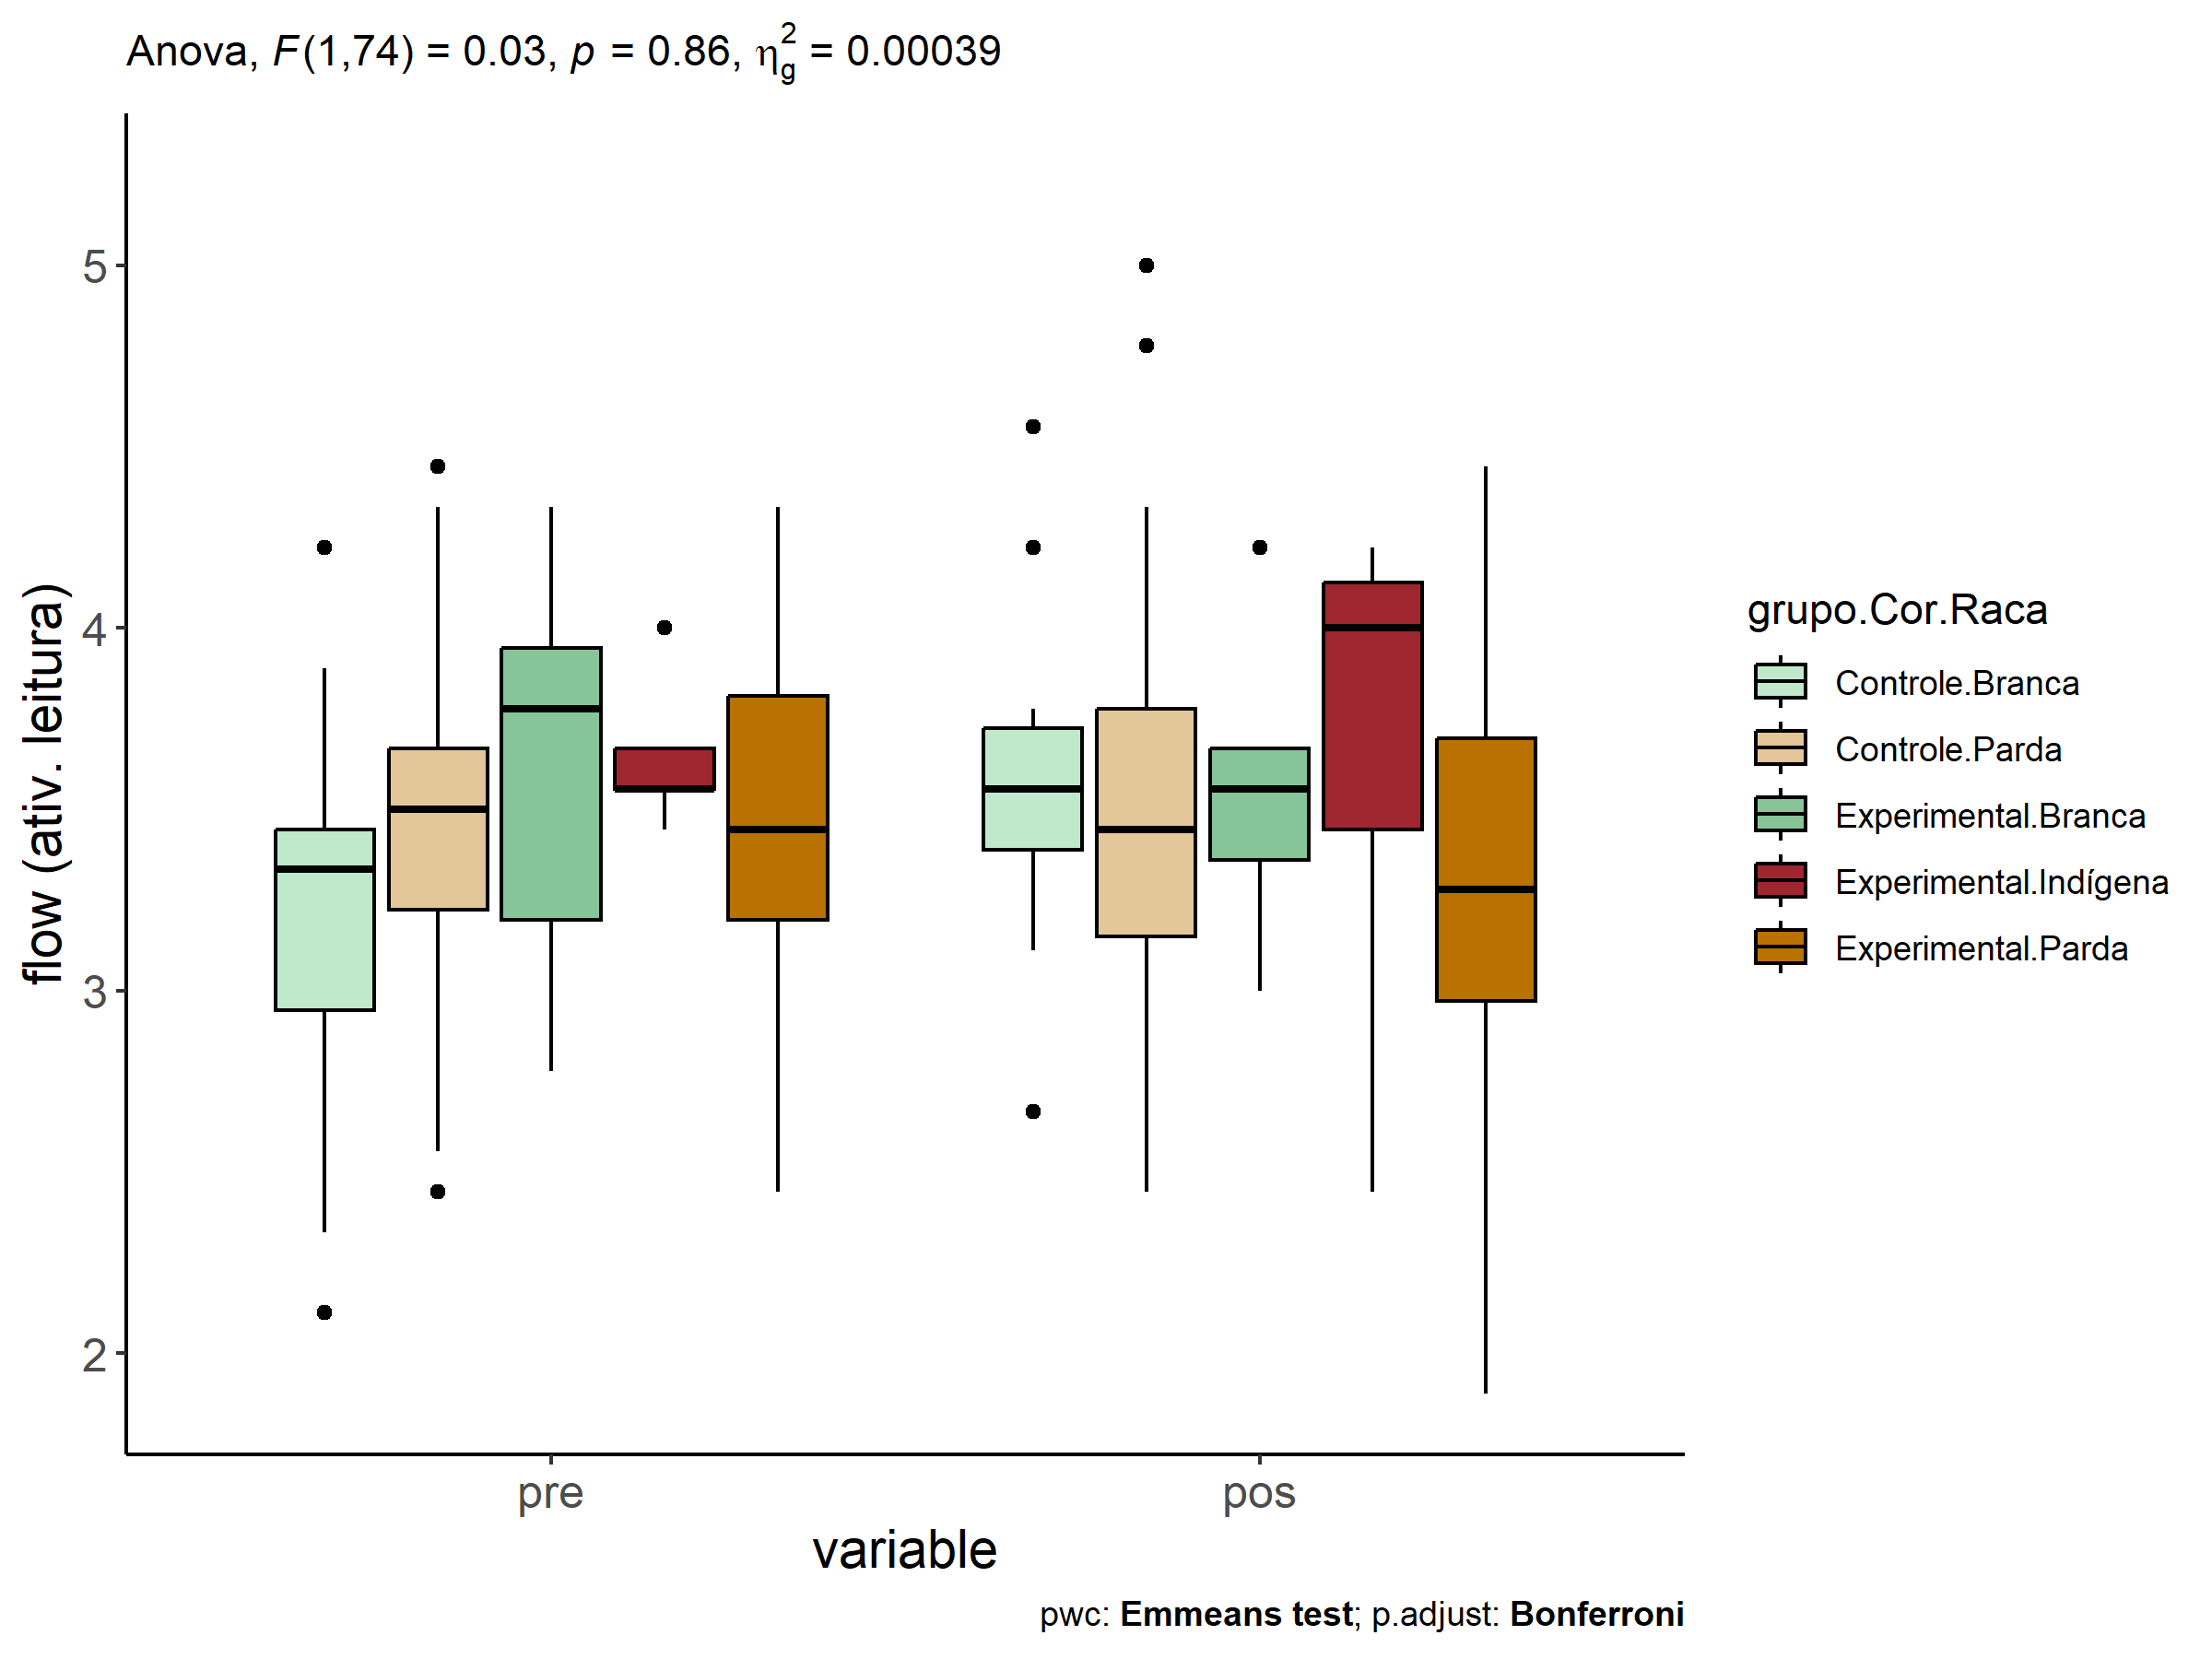 Anova, F(1,74) = 0.03, p = 0.86, η²g = 0.00039
5
4
3
2
flow (ativ. leitura)
pre
pos
variable
grupo.Cor.Raca
Controle.Branca
Controle.Parda
Experimental.Branca
Experimental.Indígena
Experimental.Parda
pwc: Emmeans test; p.adjust: Bonferroni